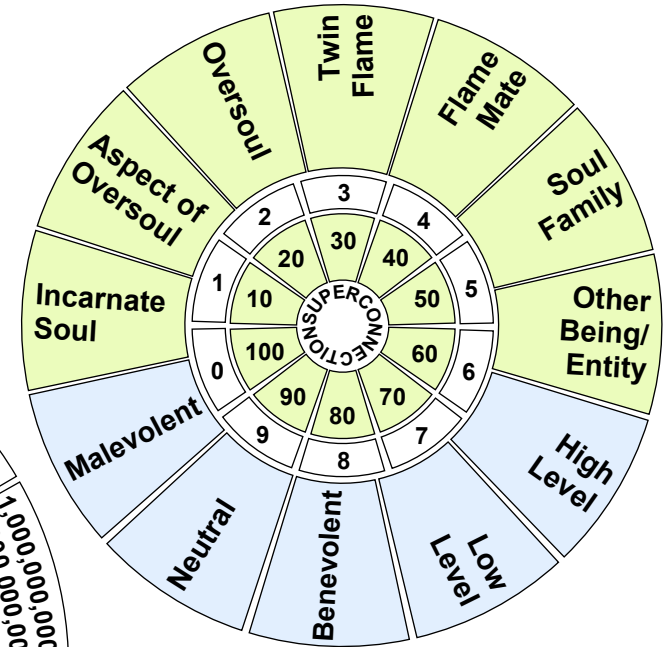 Incarnate
Soul
Aspect of
Oversoul
Oversoul
Twin
Flame
Flame
Mate
Soul
Family
Other
Being/
Entity
High
Level
Low
Level
Benevolent
Neutral
Malevolent
0
1
2
3
4
5
6
7
8
9
10
20
30
40
50
60
70
80
90
100
SUPERCONNECTIONS
1,000,000,000